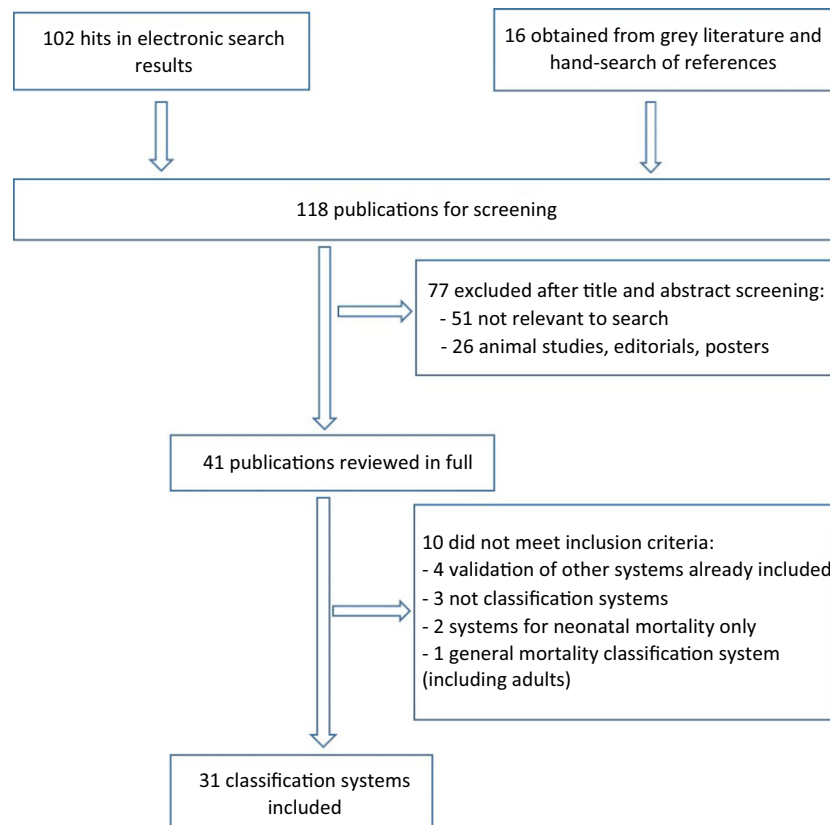 102 hits in electronic search
results
16 obtained from grey literature and
hand-search of references
118 publications for screening
77 excluded after title and abstract screening:
- 51 not relevant to search
- 26 animal studies, editorials, posters
41 publications reviewed in full
10 did not meet inclusion criteria:
- 4 validation of other systems already included
- 3 not classification systems
- 2 systems for neonatal mortality only
- 1 general mortality classification system
(including adults)
31 classification systems
included